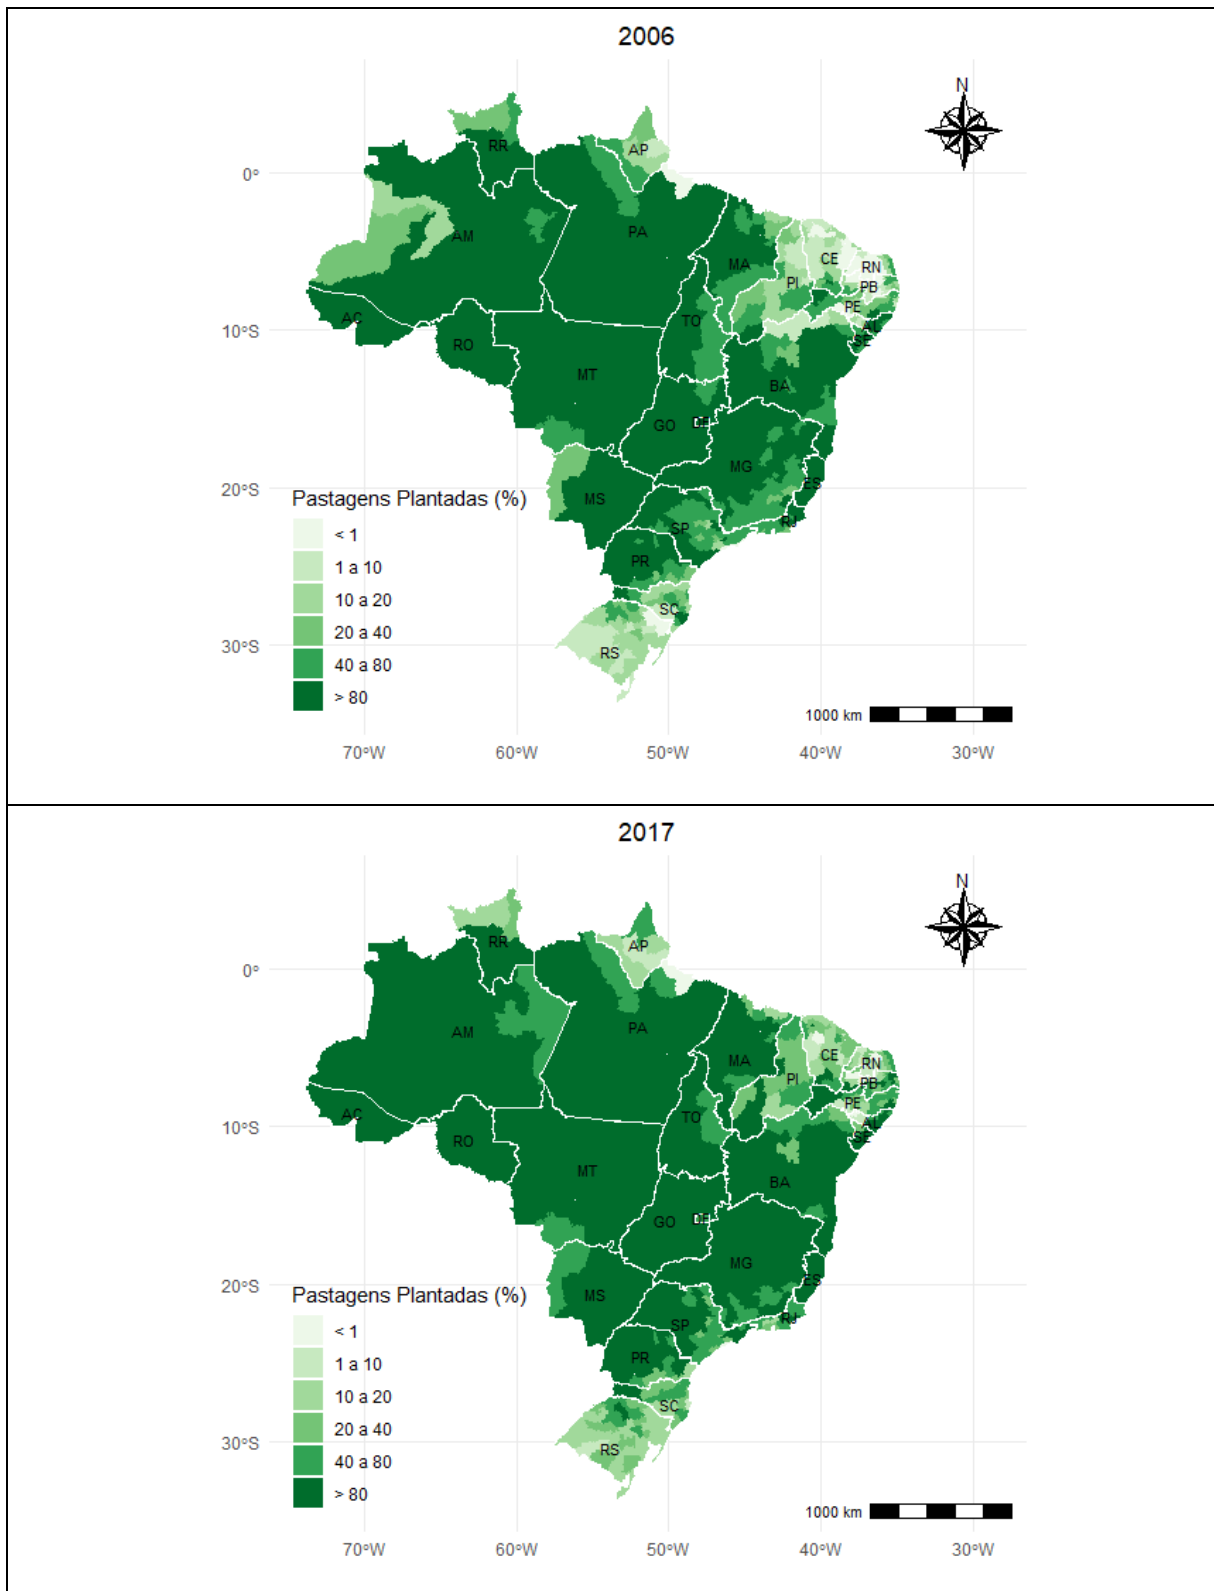 2006
N
RR
AP
0°
AM
PA
MA
CE
RN
PI
PB
PE
AC
TO
AL
10°S
SE
RO
MT
BA
GO
DF
MG
ES
20°S
MS
Pastagens Plantadas (%)
RJ
SP
< 1
PR
1 a 10
10 a 20
SC
20 a 40
30°S
RS
40 a 80
> 80
1000 km
70°W
60°W
50°W
40°W
30°W
2017
N
RR
AP
0°
AM
PA
MA
CE
RN
PI
PB
PE
AC
TO
AL
10°S
SE
RO
MT
BA
GO
DF
MG
ES
20°S
MS
Pastagens Plantadas (%)
RJ
SP
< 1
PR
1 a 10
10 a 20
SC
20 a 40
30°S
RS
40 a 80
> 80
1000 km
70°W
60°W
50°W
40°W
30°W